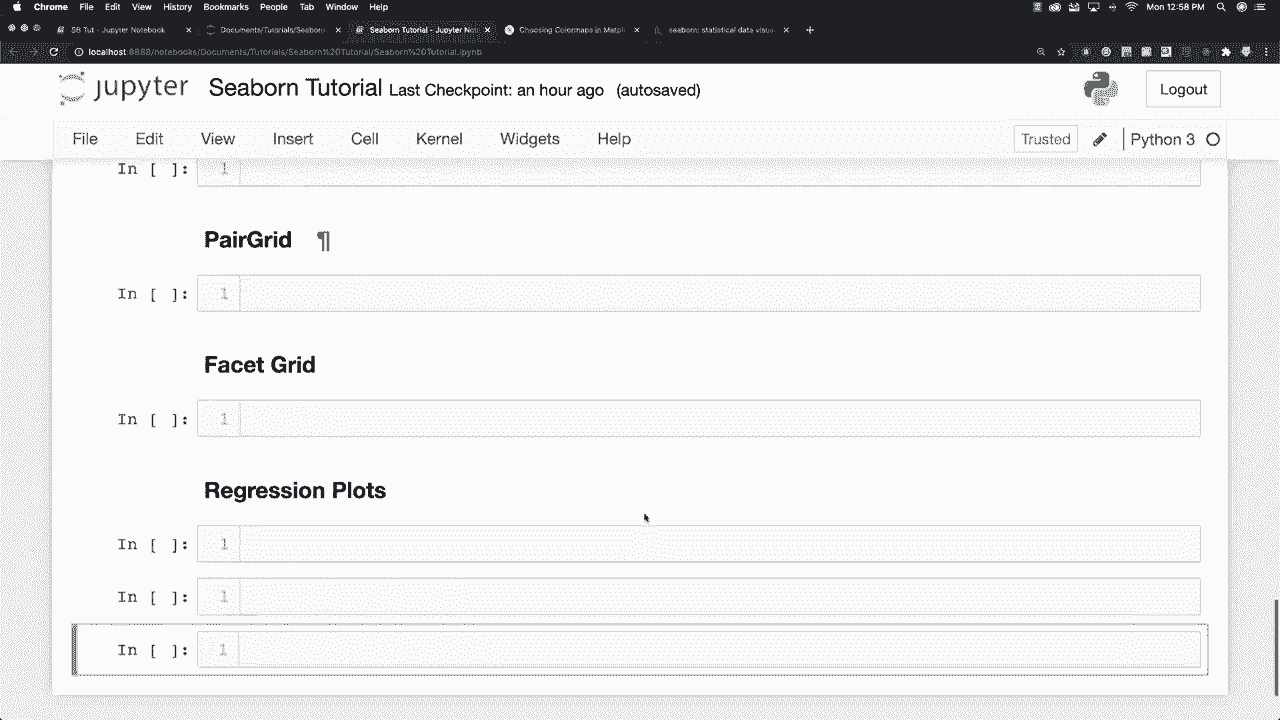 Chrome File Edit View History Bookmarks People Tab Window Help Mon 2:58 PM
SB Tut - Jupyter Notebook Documents/Tutorials/Seaborn Seaborn Tutorial - Jupyter Not Choosing Colormaps in Matpl seaborn: statistical data visua
localhost:8888/notebooks/Documents/Tutorials/Seaborn%20Tutorial/Seaborn%20Tutorial.ipynb
jupyter Seaborn Tutorial Last Checkpoint: an hour ago (autosaved) Logout
File Edit View Insert Cell Kernel Widgets Help Trusted Python 3
In [ ]: 1
PairGrid ¶
In [ ]: 1
Facet Grid
In [ ]: 1
Regression Plots
In [ ]: 1
In [ ]: 1
In [ ]: 1